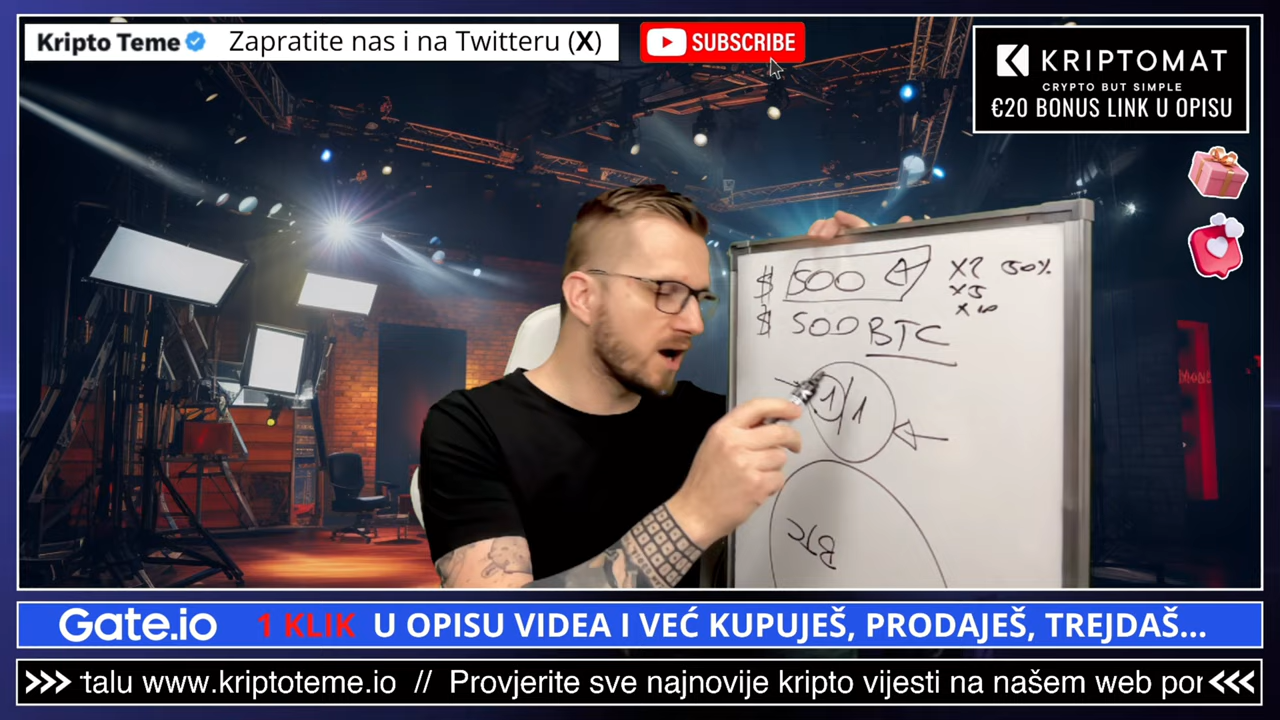 Kripto Teme Zapratite nas i na Twitteru (X)
SUBSCRIBE
KRIPTOMAT
CRYPTO BUT SIMPLE
€20 BONUS LINK U OPISU
$ 500 A X2 50%
X5
$ 500 BTC
1/1
BTC
Gate.io 1 KLIK U OPISU VIDEA I VEĆ KUPUJEŠ, PRODAJEŠ, TREJDAŠ...
>>> talu www.kriptoteme.io // Provjerite sve najnovije kripto vijesti na našem web por <<<